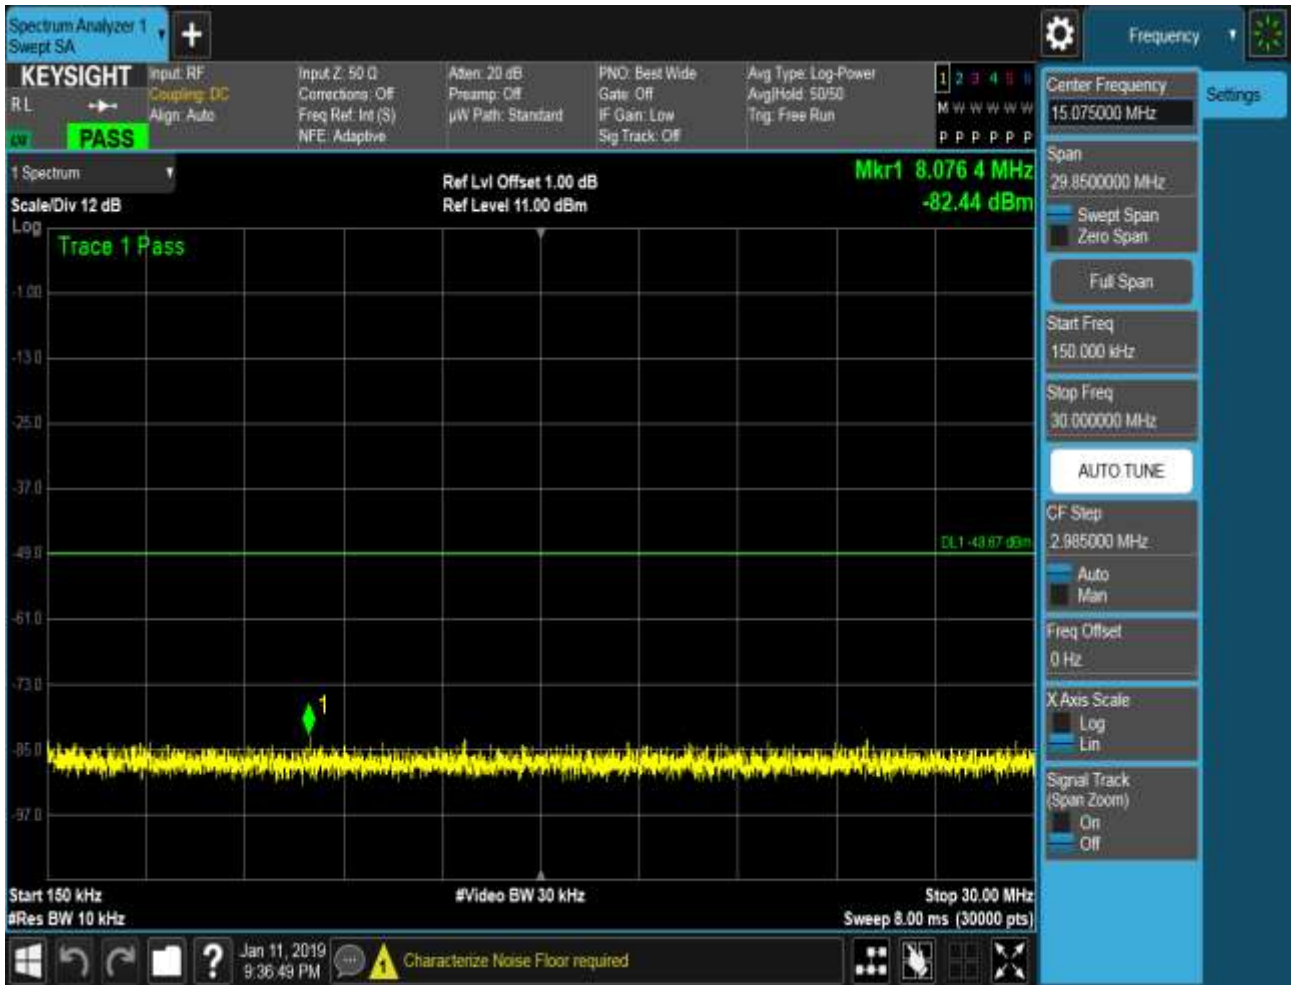 Spectrum Analyzer 1
Swept SA
+
Frequency
KEYSIGHT
RL
PASS
Input: RF
Coupling: DC
Align: Auto
Input Z: 50 Ω
Corrections: Off
Freq Ref: Int (S)
NFE: Adaptive
Atten: 20 dB
Preamp: Off
µW Path: Standard
PNO: Best Wide
Gate: Off
IF Gain: Low
Sig Track: Off
Avg Type: Log-Power
Avg|Hold: 50/50
Trig: Free Run
1 2 3 4 5 6
M W W W W W
P P P P P P
1 Spectrum
Scale/Div 12 dB
Log
Ref Lvl Offset 1.00 dB
Ref Level 11.00 dBm
Mkr1 8.076 4 MHz
-82.44 dBm
Trace 1 Pass
-1.00
-13.0
-25.0
-37.0
-49.0
-61.0
-73.0
-85.0
-97.0
1
Start 150 kHz
#Res BW 10 kHz
#Video BW 30 kHz
Stop 30.00 MHz
Sweep 8.00 ms (30000 pts)
Jan 11, 2019
9:36:49 PM
Characterize Noise Floor required
Center Frequency
15.075000 MHz
Settings
Span
29.8500000 MHz
Swept Span
Zero Span
Full Span
Start Freq
150.000 kHz
Stop Freq
30.000000 MHz
AUTO TUNE
CF Step
2.985000 MHz
Auto
Man
Freq Offset
0 Hz
X Axis Scale
Log
Lin
Signal Track
(Span Zoom)
On
Off